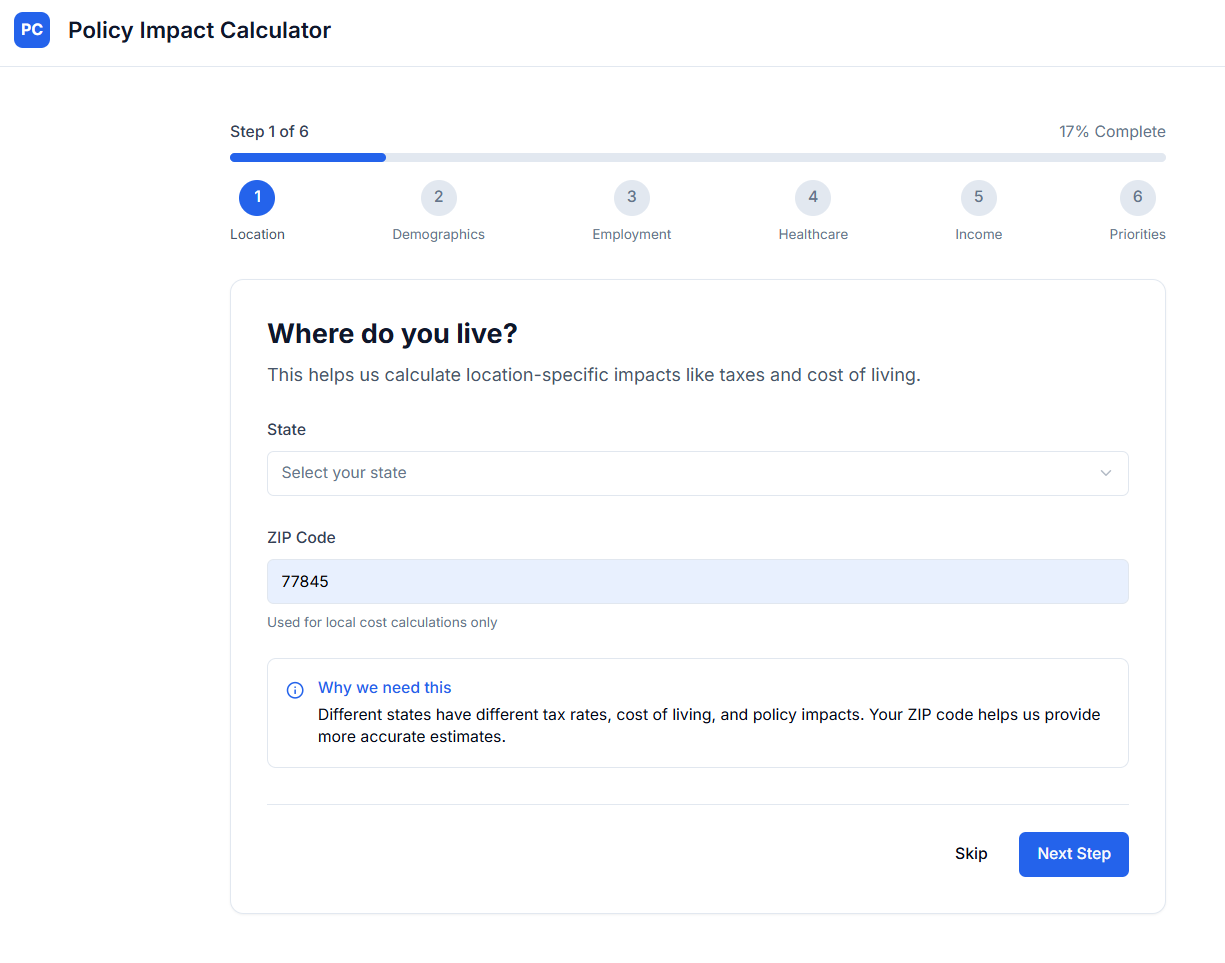 PC
Policy Impact Calculator
Step 1 of 6
17% Complete
1
2
3
4
5
6
Location
Demographics
Employment
Healthcare
Income
Priorities
Where do you live?
This helps us calculate location-specific impacts like taxes and cost of living.
State
Select your state
ZIP Code
77845
Used for local cost calculations only
Why we need this
Different states have different tax rates, cost of living, and policy impacts. Your ZIP code helps us provide
more accurate estimates.
Skip
Next Step